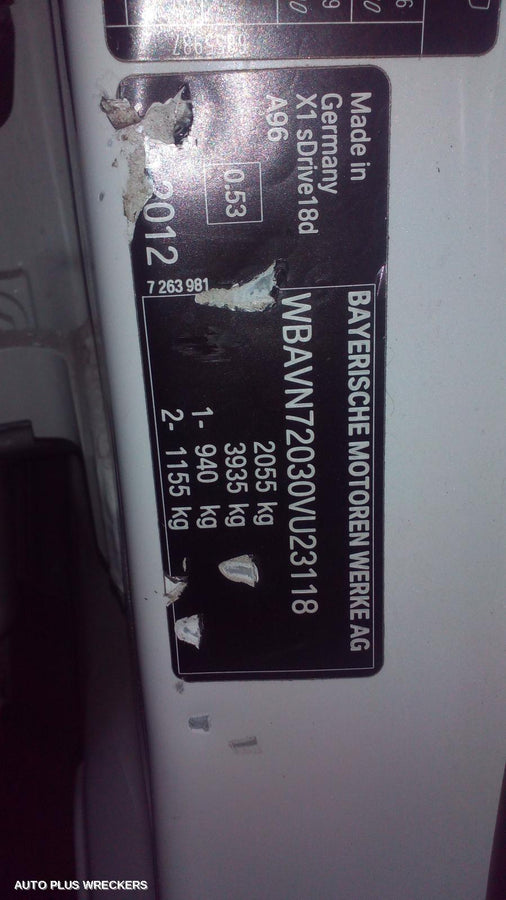 BAYERISCHE MOTOREN WERKE AG
WBAVN72030VU23118
2055 kg
3935 kg
1- 940 kg
2- 1155 kg
Made in
Germany
X1 sDrive18d
A96
0.53
2012
7 263 981
AUTO PLUS WRECKERS